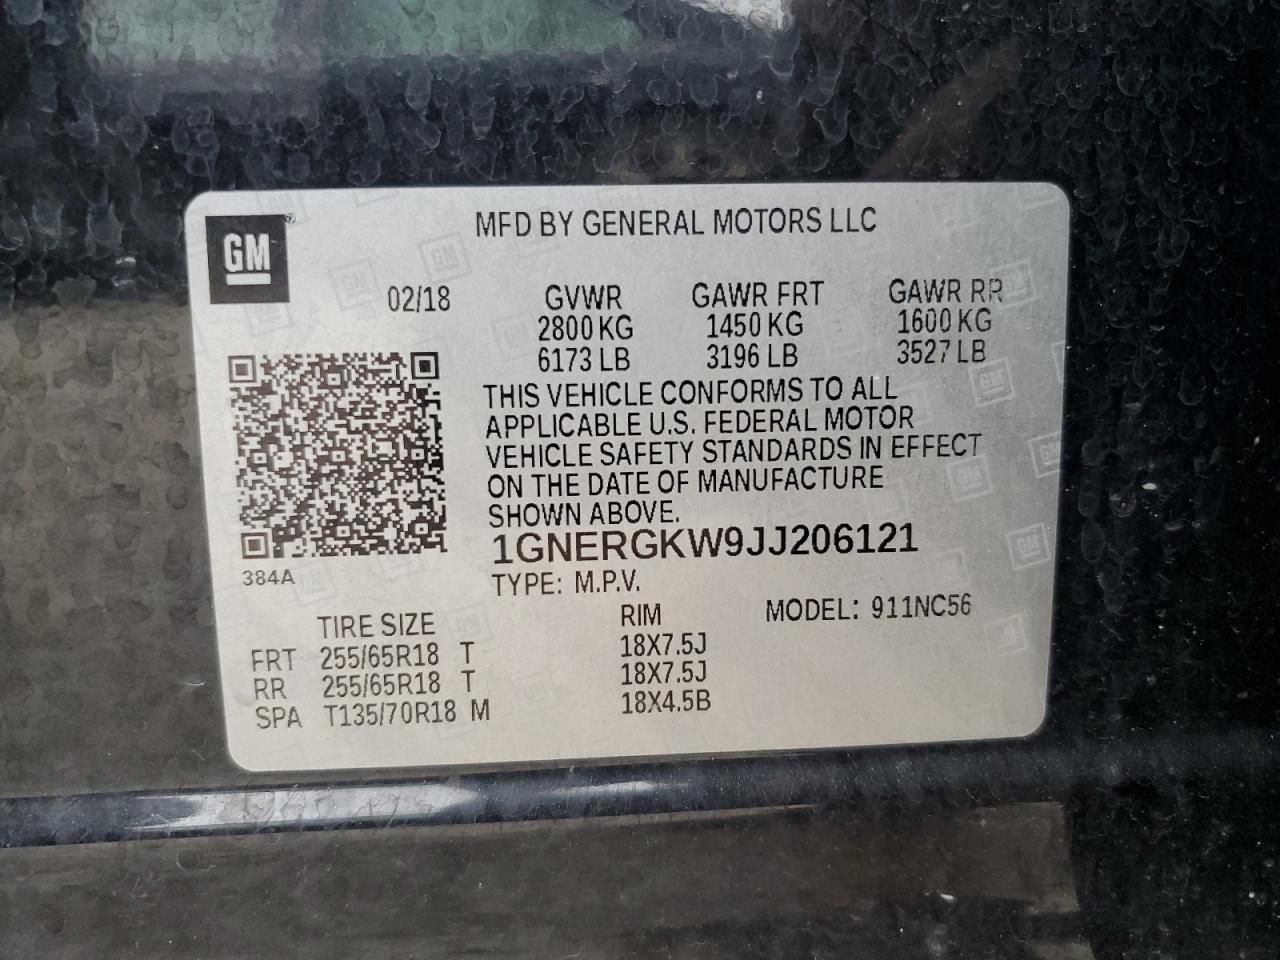 MFD BY GENERAL MOTORS LLC
GM
02/18 GVWR GAWR FRT GAWR RR
2800 KG 1450 KG 1600 KG
6173 LB 3196 LB 3527 LB
THIS VEHICLE CONFORMS TO ALL
APPLICABLE U.S. FEDERAL MOTOR
VEHICLE SAFETY STANDARDS IN EFFECT
ON THE DATE OF MANUFACTURE
SHOWN ABOVE.
1GNERGKW9JJ206121
384A
TYPE: M.P.V.
TIRE SIZE RIM MODEL: 911NC56
FRT 255/65R18 T 18X7.5J
RR 255/65R18 T 18X7.5J
SPA T135/70R18 M 18X4.5B